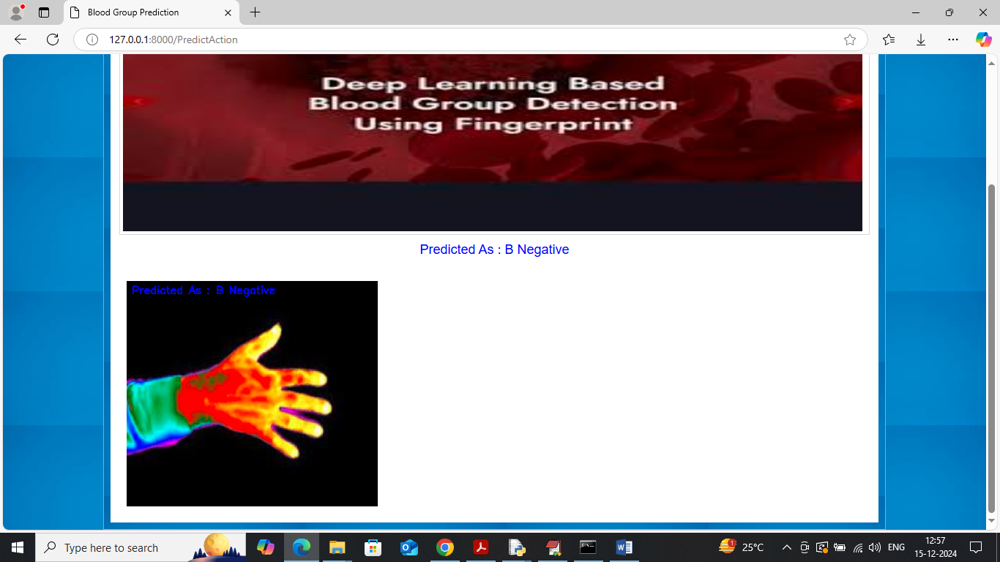 Blood Group Prediction
127.0.0.1:8000/PredictAction
Deep Learning Based
Blood Group Detection
Using Fingerprint
Predicted As : B Negative
Predicted As : B Negative
Type here to search
1
25°C
ENG
12:57
15-12-2024